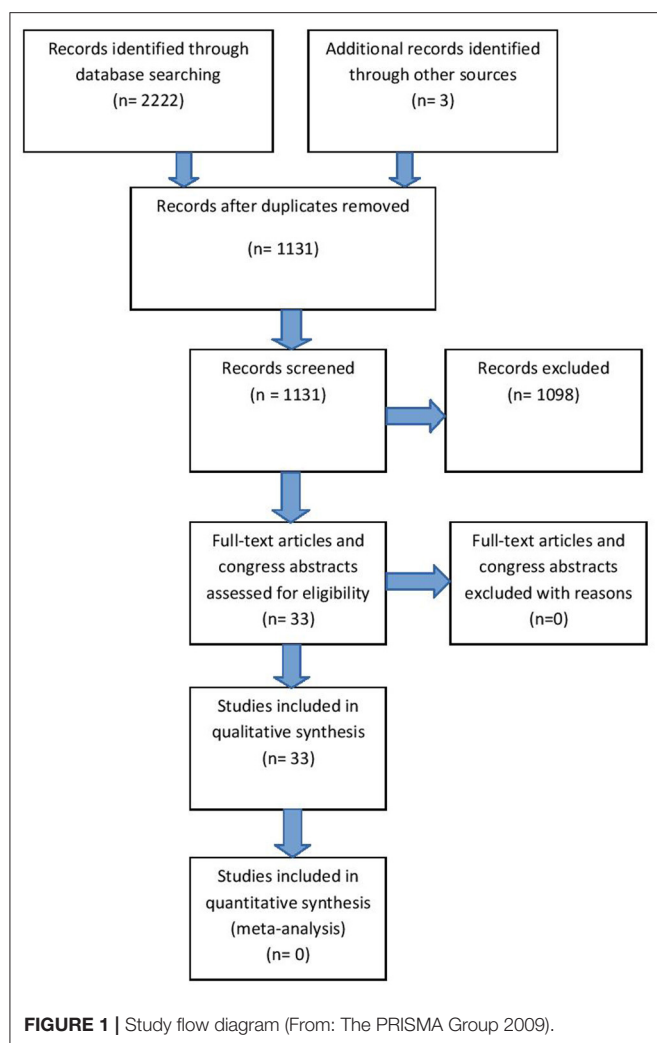 Records identified through
database searching
(n= 2222)
Additional records identified
through other sources
(n= 3)
Records after duplicates removed
(n= 1131)
Records screened
(n = 1131)
Records excluded
(n= 1098)
Full-text articles and
congress abstracts
assessed for eligibility
(n= 33)
Full-text articles and
congress abstracts
excluded with reasons
(n=0)
Studies included in
qualitative synthesis
(n= 33)
Studies included in
quantitative synthesis
(meta-analysis)
(n= 0)
FIGURE 1 | Study flow diagram (From: The PRISMA Group 2009).